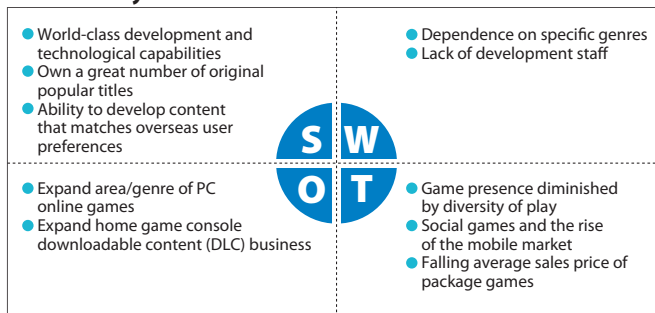 ● World-class development and
technological capabilities
● Own a great number of original
popular titles
● Ability to develop content
that matches overseas user
preferences
● Dependence on specific genres
● Lack of development staff
S W
O T
● Expand area/genre of PC
online games
● Expand home game console
downloadable content (DLC) business
● Game presence diminished
by diversity of play
● Social games and the rise
of the mobile market
● Falling average sales price of
package games